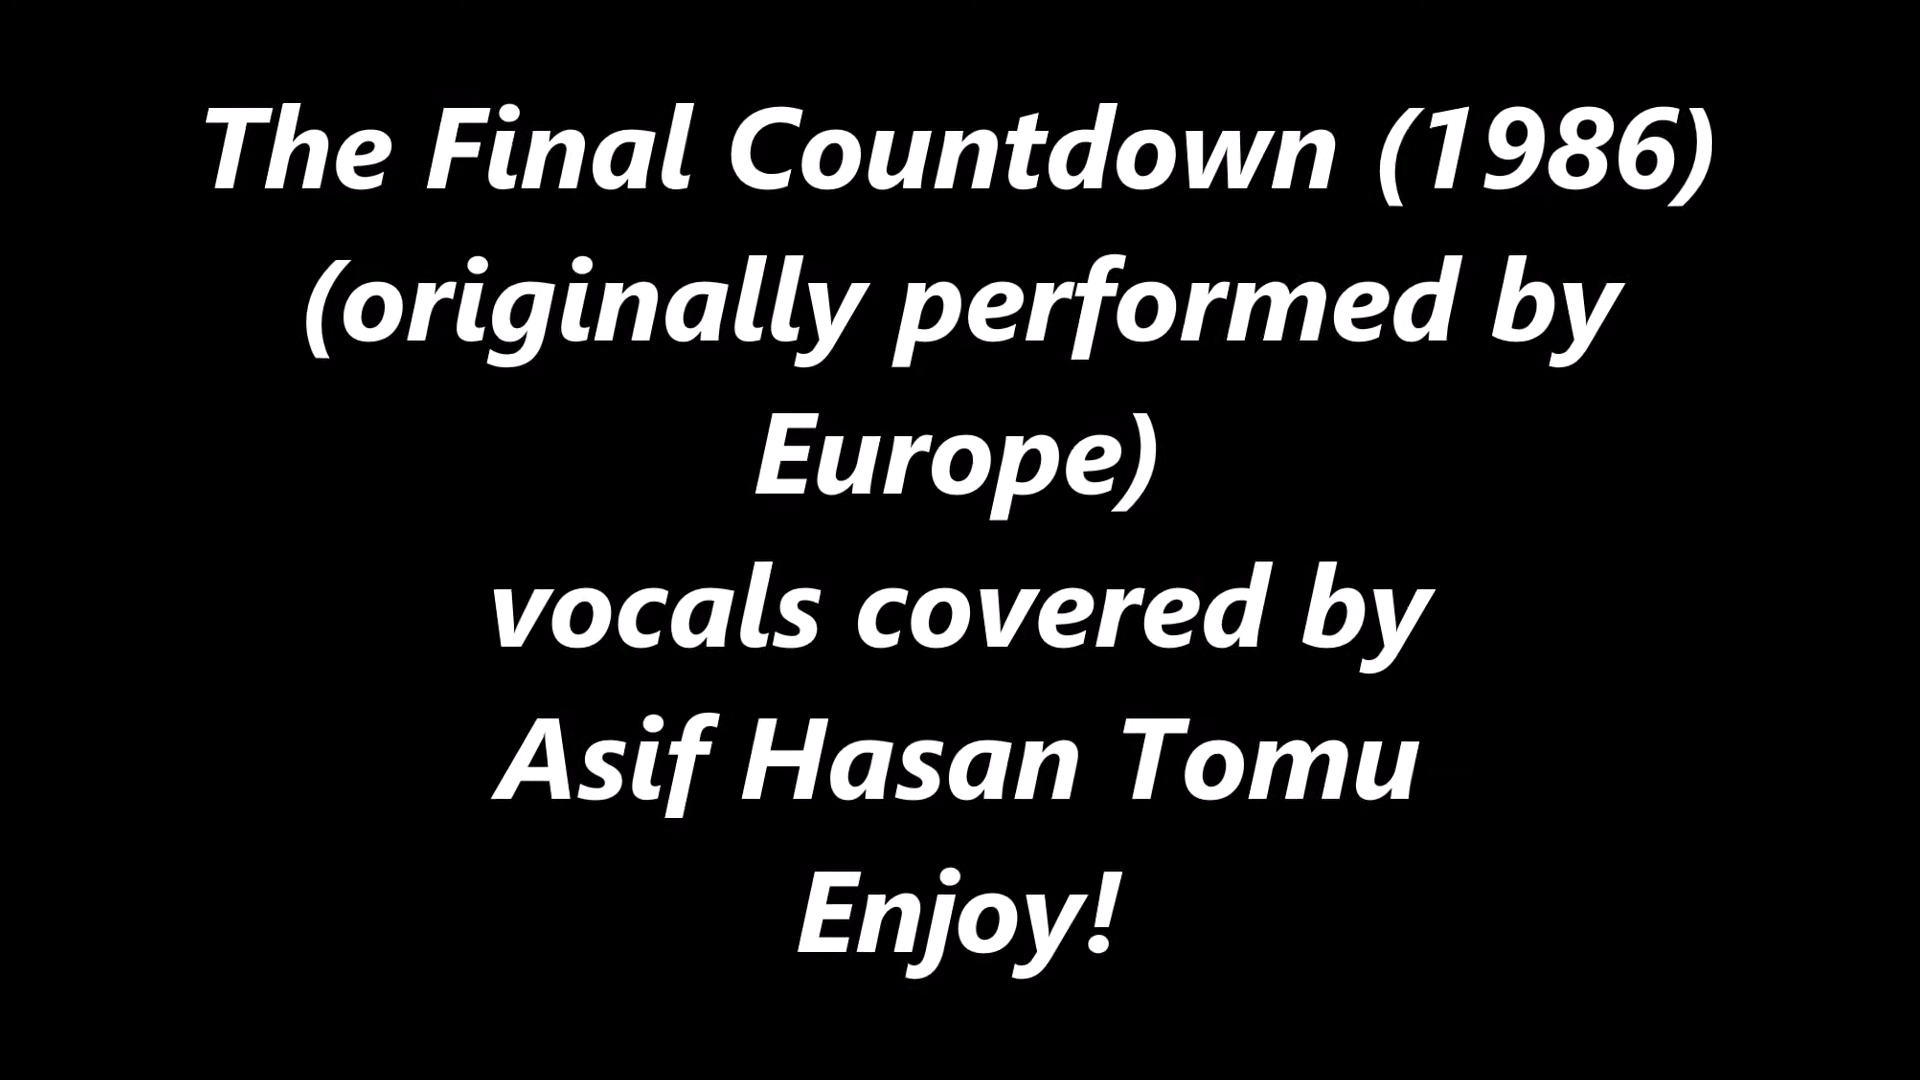 The Final Countdown (1986)
(originally performed by
Europe)
vocals covered by
Asif Hasan Tomu
Enjoy!